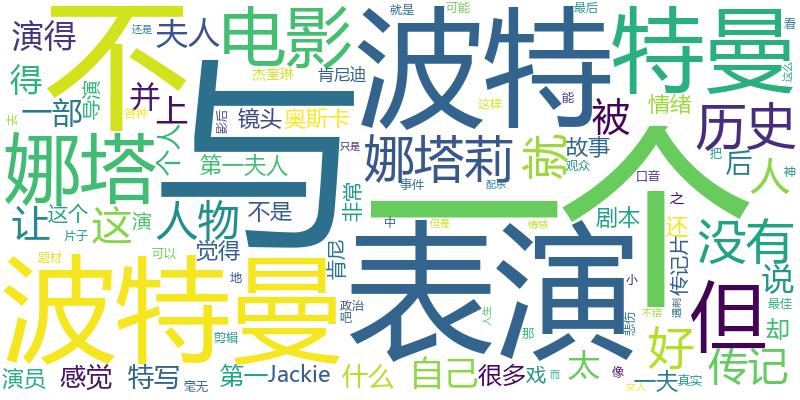 演得 夫人 电影 还是 就是 可能 最后 看
不 波特 特曼 这么
得 导演 影后 杰奎琳 肯尼迪 这样 能
一部 并 上 各种 镜头 奥斯卡 被 情绪 历史
去 与 一个
娜塔 个人 第一夫人 只是 娜塔莉 就 故事 观众 把 后 人 神
让 这个 这 演 人物 不是 非常 事件 配乐 口音 之
片子 觉得 可以 肯尼 中 但是 情感 剧本 还 传记片 没有 说
波特曼 题材 地 表演 小 但
政治 吧 人生 那 悲伤 不错 遇刺 最佳
剪辑 好 却
演员 感觉 特写 毫无 第一 Jackie 什么 自己 很多 戏 而 太 像 女人 一夫 真实 传记